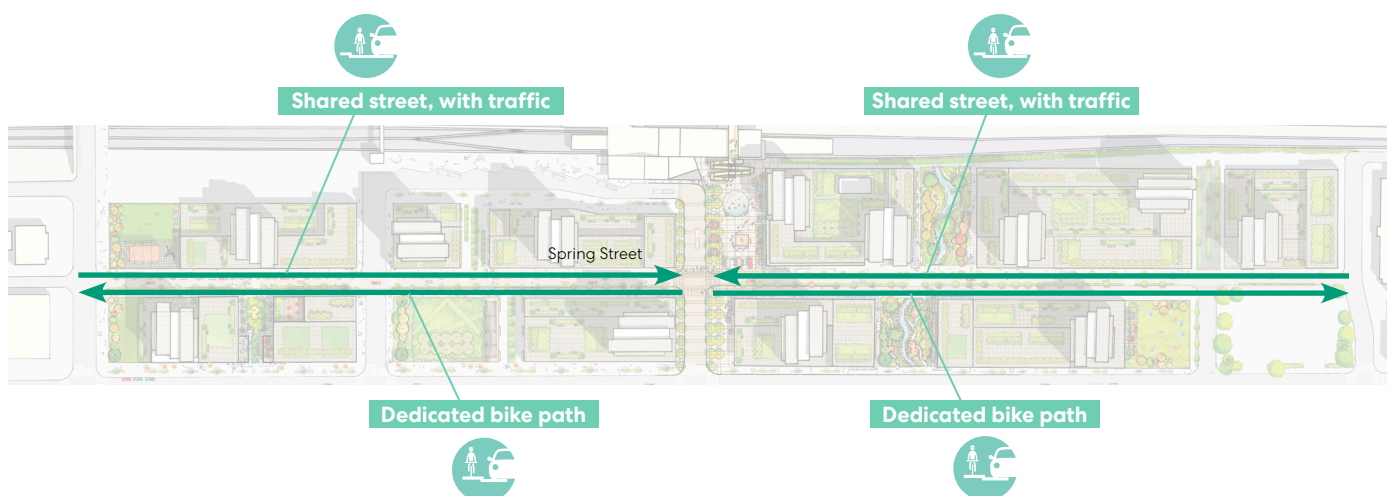 Shared street, with traffic
Shared street, with traffic
Spring Street
Dedicated bike path
Dedicated bike path